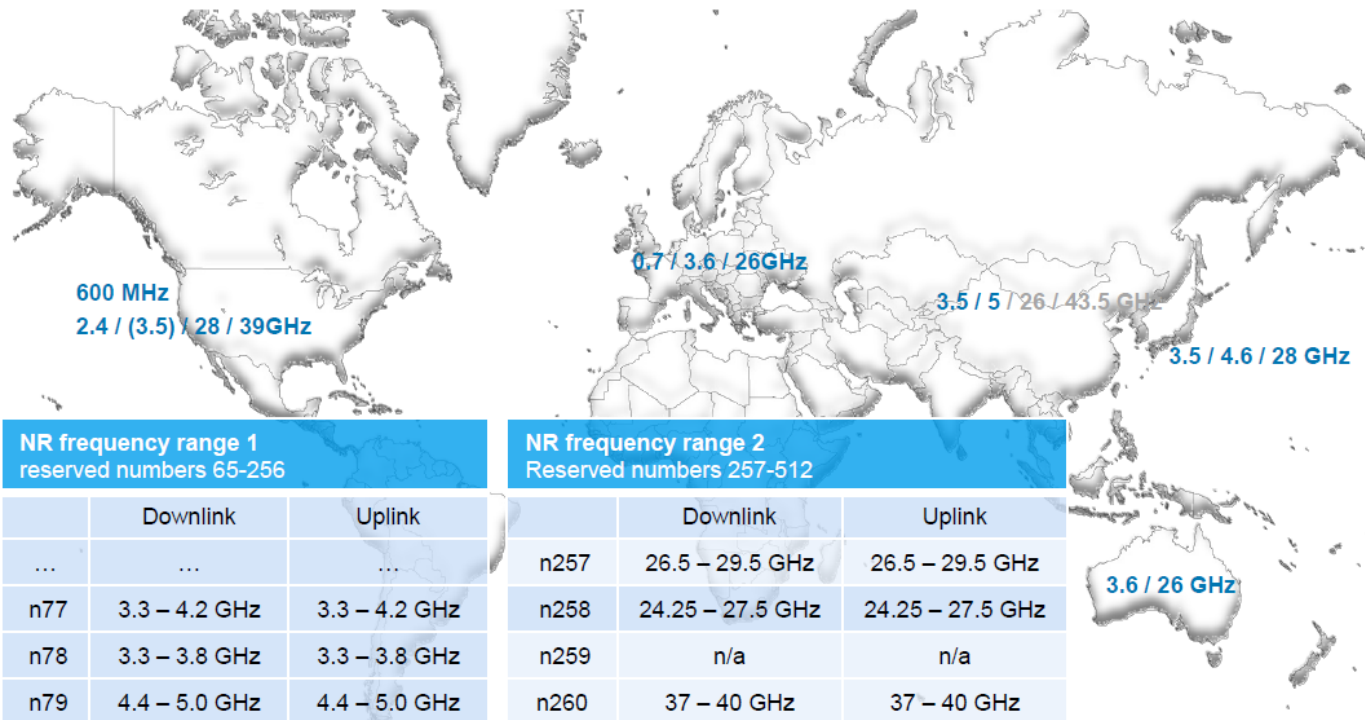 600 MHz
2.4 / (3.5) / 28 / 39GHz
0.7 / 3.6 / 26GHz
3.5 / 5 / 26 / 43.5 GHz
3.5 / 4.6 / 28 GHz
3.6 / 26 GHz
NR frequency range 1
reserved numbers 65-256
Downlink Uplink
... ... ...
n77 3.3 – 4.2 GHz 3.3 – 4.2 GHz
n78 3.3 – 3.8 GHz 3.3 – 3.8 GHz
n79 4.4 – 5.0 GHz 4.4 – 5.0 GHz
NR frequency range 2
Reserved numbers 257-512
Downlink Uplink
n257 26.5 – 29.5 GHz 26.5 – 29.5 GHz
n258 24.25 – 27.5 GHz 24.25 – 27.5 GHz
n259 n/a n/a
n260 37 – 40 GHz 37 – 40 GHz